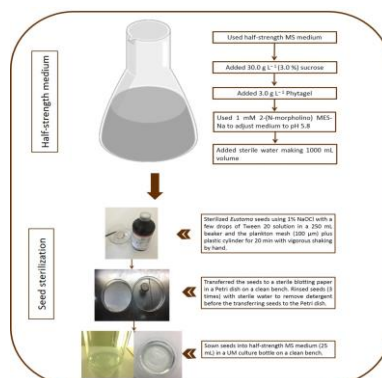 Half-strength medium
Used half-strength MS medium
Added 30.0 g L⁻¹ (3.0 %) sucrose
Added 3.0 g L⁻¹ Phytagel
Used 1 mM 2-(N-morpholino) MES-
Na to adjust medium to pH 5.8
Added sterile water making 1000 mL
volume
Seed sterilization
Sterilized Eustoma seeds using 1% NaOCl with a
few drops of Tween 20 solution in a 250 mL
beaker and the plankton mesh (100 µm) plus
plastic cylinder for 20 min with vigorous shaking
by hand.
Transferred the seeds to a sterile blotting paper
in a Petri dish on a clean bench. Rinsed seeds (3
times) with sterile water to remove detergent
before the transferring seeds to the Petri dish.
Sown seeds into half-strength MS medium (25
mL) in a UM culture bottle on a clean bench.